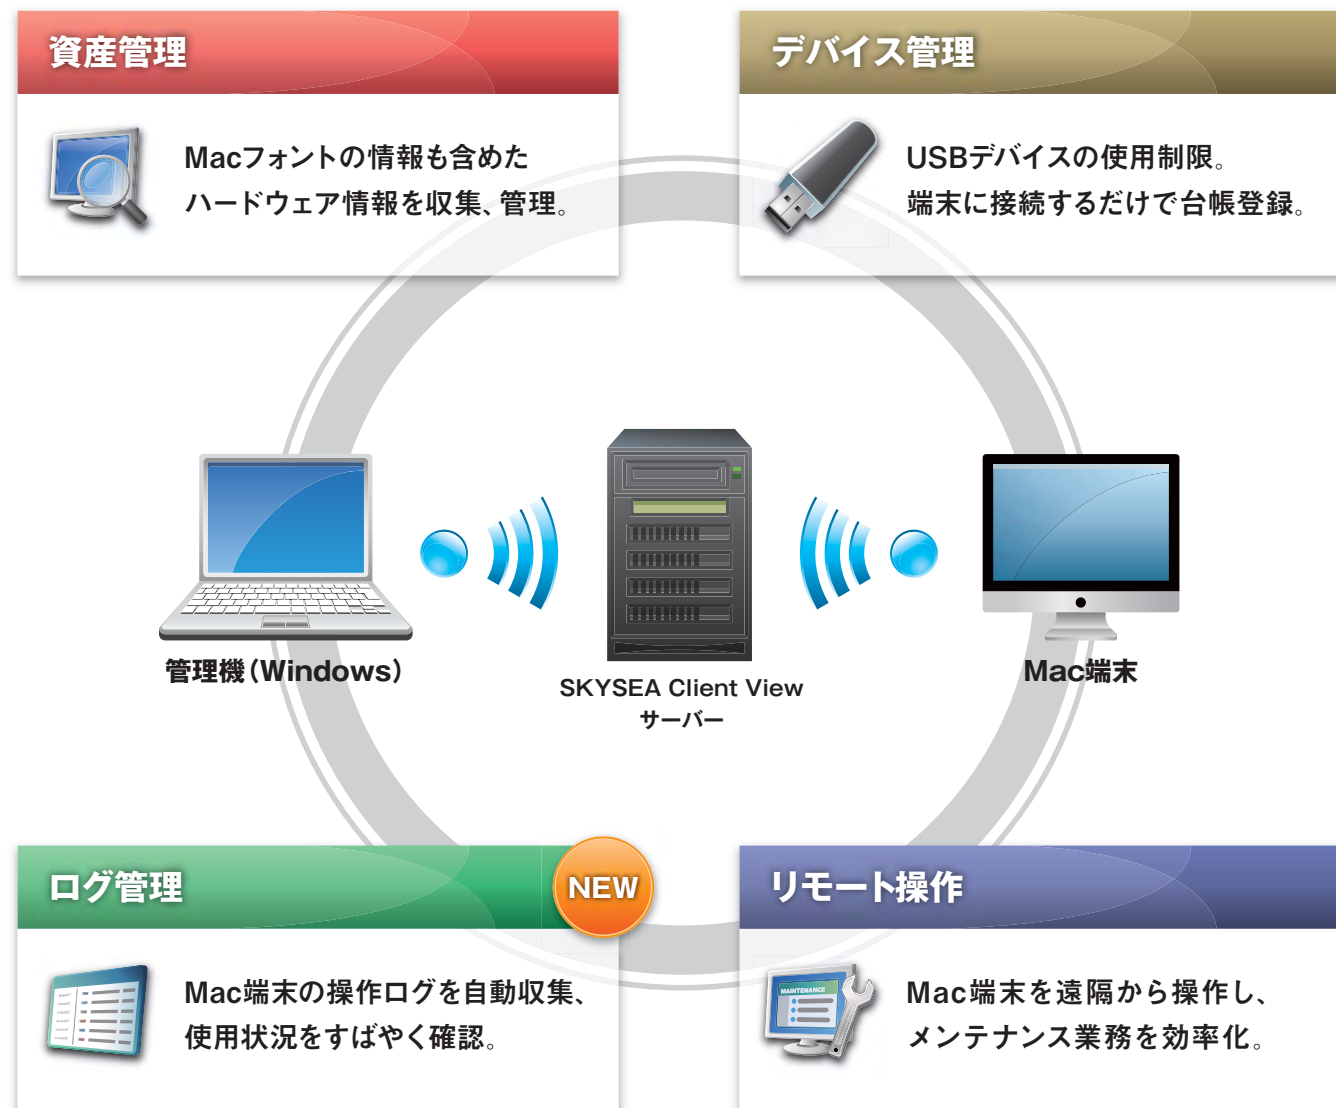 資産管理
Macフォントの情報も含めた
ハードウェア情報を収集、管理。
デバイス管理
USBデバイスの使用制限。
端末に接続するだけで台帳登録。
管理機(Windows)
SKYSEA Client View
サーバー
Mac端末
ログ管理
NEW
Mac端末の操作ログを自動収集、
使用状況をすばやく確認。
リモート操作
MAINTENANCE
Mac端末を遠隔から操作し、
メンテナンス業務を効率化。